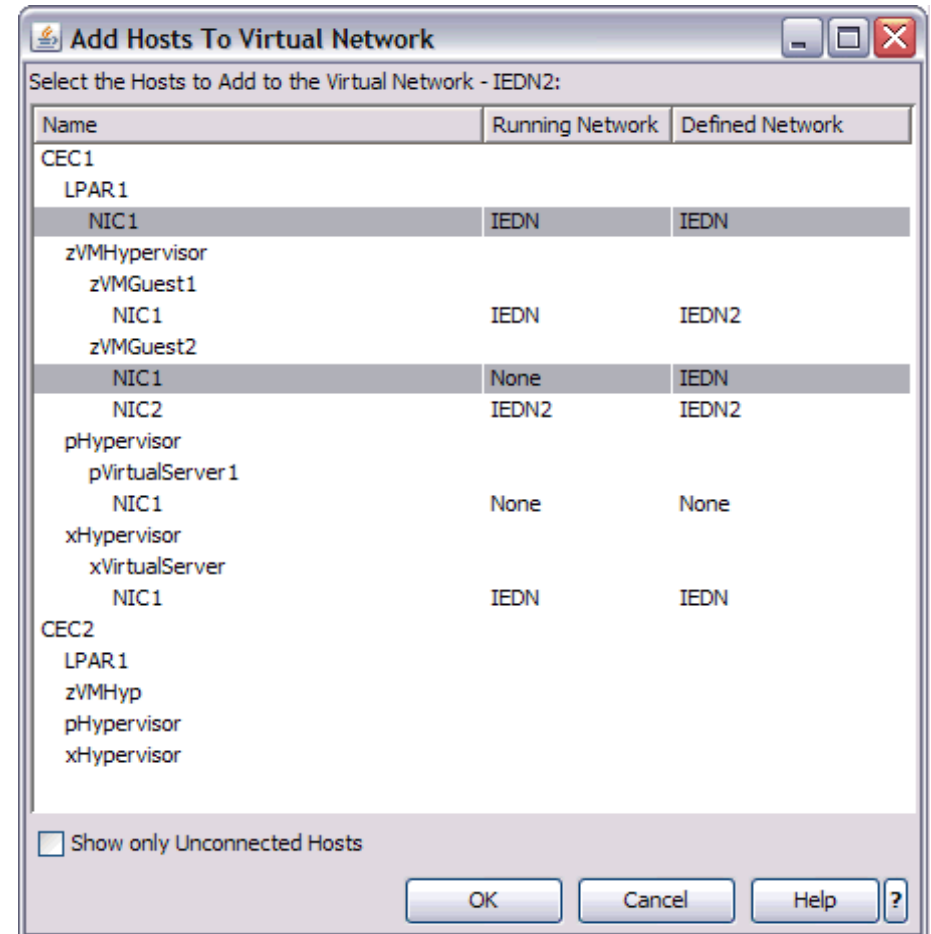 Add Hosts To Virtual Network
Select the Hosts to Add to the Virtual Network - IEDN2:
Name Running Network Defined Network
CEC1
LPAR1
NIC1 IEDN IEDN
zVMHypervisor
zVMGuest1
NIC1 IEDN IEDN2
zVMGuest2
NIC1 None IEDN
NIC2 IEDN2 IEDN2
pHypervisor
pVirtualServer1
NIC1 None None
xHypervisor
xVirtualServer
NIC1 IEDN IEDN
CEC2
LPAR1
zVMHyp
pHypervisor
xHypervisor
Show only Unconnected Hosts
OK Cancel Help ?